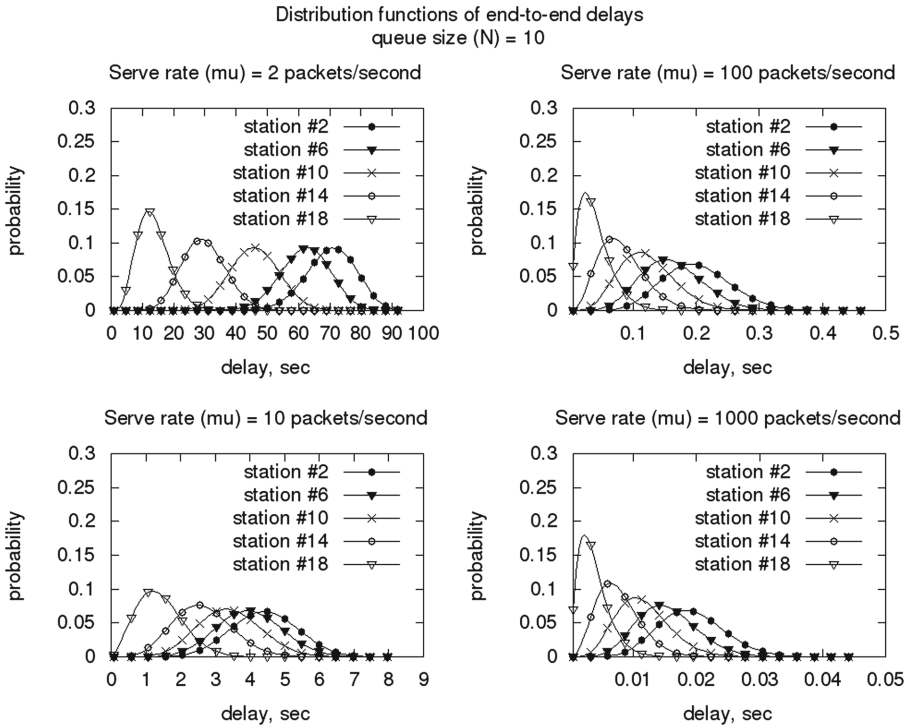 Distribution functions of end-to-end delays
queue size (N) = 10
Serve rate (mu) = 2 packets/second
0.3
0.25
0.2
0.15
0.1
0.05
0
probability
station #2
station #6
station #10
station #14
station #18
0 10 20 30 40 50 60 70 80 90 100
delay, sec
Serve rate (mu) = 100 packets/second
0.3
0.25
0.2
0.15
0.1
0.05
0
probability
station #2
station #6
station #10
station #14
station #18
0.1 0.2 0.3 0.4 0.5
delay, sec
Serve rate (mu) = 10 packets/second
0.3
0.25
0.2
0.15
0.1
0.05
0
probability
station #2
station #6
station #10
station #14
station #18
0 1 2 3 4 5 6 7 8 9
delay, sec
Serve rate (mu) = 1000 packets/second
0.3
0.25
0.2
0.15
0.1
0.05
0
probability
station #2
station #6
station #10
station #14
station #18
0.01 0.02 0.03 0.04 0.05
delay, sec